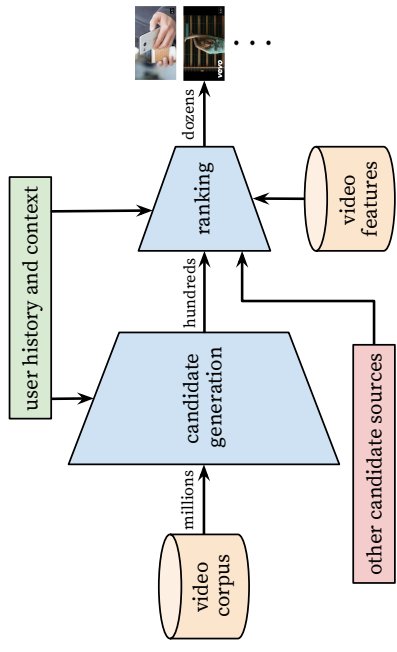 user history and context
video
corpus
millions
candidate
generation
hundreds
ranking
dozens
vevo
other candidate sources
video
features